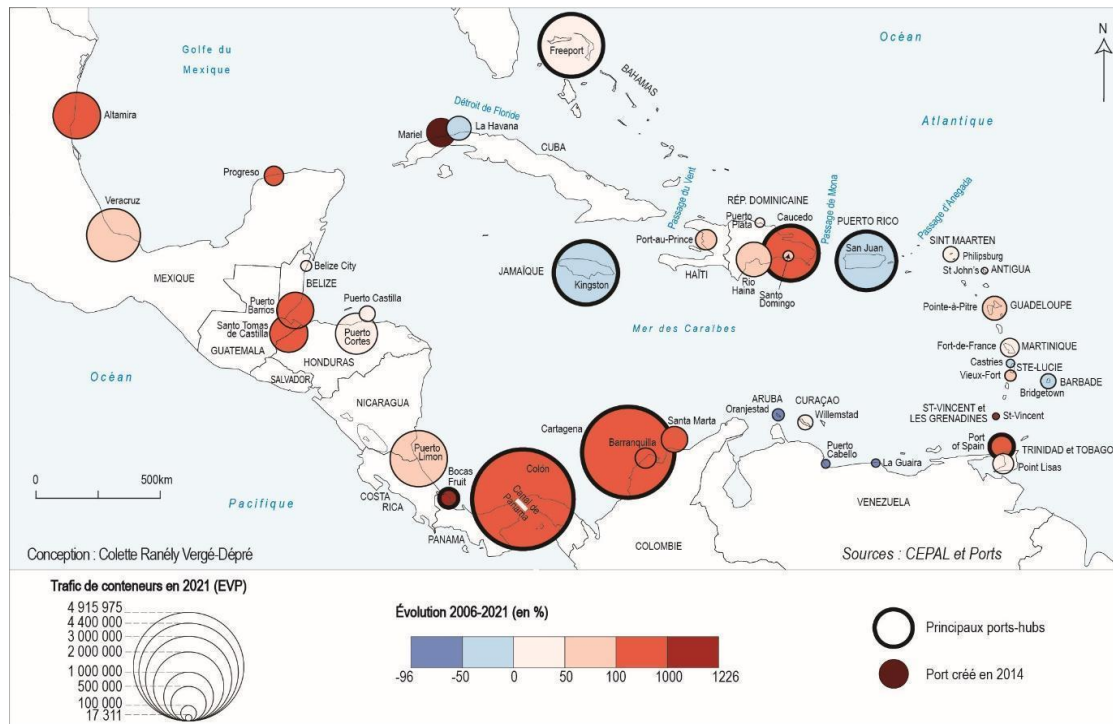 Golfe du
Mexique
Océan
Atlantique
N
Freeport
BAHAMAS
Détroit de Floride
Altamira
Mariel
La Havana
CUBA
Progreso
Veracruz
Passage du Vent
RÉP. DOMINICAINE
Puerto
Plata
Caucedo
Passage de Mona
PUERTO RICO
Passage d'Anegada
Port-au-Prince
San Juan
SINT MAARTEN
Philipsburg
St John's
ANTIGUA
MEXIQUE
Belize City
BELIZE
JAMAÏQUE
Kingston
HAÏTI
Rio
Haina
Santo
Domingo
Puerto
Barrios
Puerto Castilla
Pointe-à-Pitre
GUADELOUPE
Santo Tomas
de Castilla
Puerto
Cortes
Mer des Caraïbes
GUATEMALA
HONDURAS
Fort-de-France
MARTINIQUE
Castries
STE-LUCIE
Vieux-Fort
BARBADE
Bridgetown
SALVADOR
Océan
NICARAGUA
ARUBA
Oranjestad
CURAÇAO
Willemstad
ST-VINCENT et
LES GRENADINES
St-Vincent
Cartagena
Santa Marta
Barranquilla
Port
of Spain
TRINIDAD et TOBAGO
Point Lisas
Puerto
Limon
Puerto
Cabello
La Guaira
Bocas
Fruit
Colón
Canal de
Panama
0
500km
Pacifique
COSTA
RICA
PANAMA
COLOMBIE
VENEZUELA
Conception : Colette Ranély Vergé-Dépré
Sources : CEPAL et Ports
Trafic de conteneurs en 2021 (EVP)
4 915 975
4 400 000
3 000 000
2 000 000
1 000 000
500 000
100 000
17 311
Évolution 2006-2021 (en %)
-96 -50 0 50 100 1000 1226
Principaux ports-hubs
Port créé en 2014